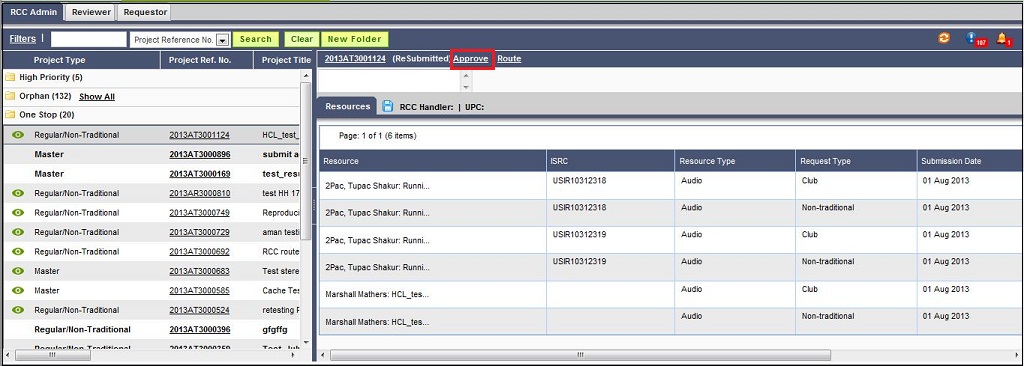 RCC Admin Reviewer Requestor
Filters | Project Reference No. Search Clear New Folder 107 1
Project Type Project Ref. No. Project Title
High Priority (5)
Orphan (132) Show All
One Stop (20)
Regular/Non-Traditional 2013AT3001124 HCL_test_
Master 2013AT3000896 submit a
Master 2013AT3000169 test_resu
Regular/Non-Traditional 2013AR3000810 test HH 17
Regular/Non-Traditional 2013AT3000749 Reproduci
Regular/Non-Traditional 2013AT3000729 aman testi
Regular/Non-Traditional 2013AT3000692 RCC route
Master 2013AT3000683 Test stere
Master 2013AT3000585 Cache Tes
Regular/Non-Traditional 2013AT3000524 retesting F
Regular/Non-Traditional 2013AT3000396 gfgffg
2013AT3001124 (ReSubmitted) Approve Route
Resources RCC Handler: | UPC:
Page: 1 of 1 (6 items)
Resource ISRC Resource Type Request Type Submission Date
2Pac, Tupac Shakur: Runni... USIR10312318 Audio Club 01 Aug 2013
2Pac, Tupac Shakur: Runni... USIR10312318 Audio Non-traditional 01 Aug 2013
2Pac, Tupac Shakur: Runni... USIR10312319 Audio Club 01 Aug 2013
2Pac, Tupac Shakur: Runni... USIR10312319 Audio Non-traditional 01 Aug 2013
Marshall Mathers: HCL_tes... Audio Club 01 Aug 2013
Marshall Mathers: HCL_tes... Audio Non-traditional 01 Aug 2013